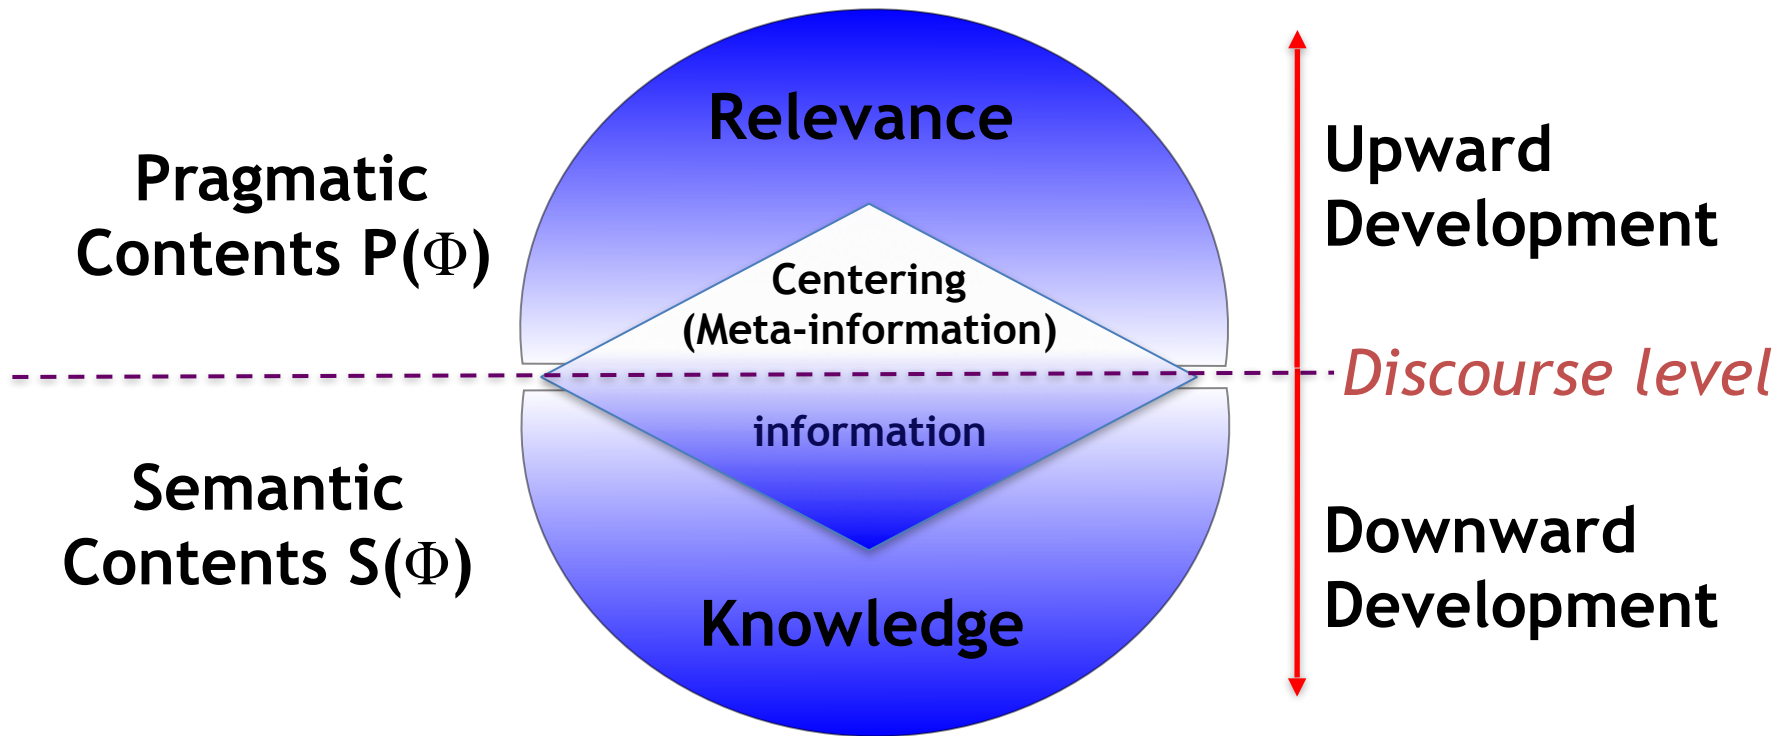 Relevance
Pragmatic
Contents P(Φ)
Upward
Development
Centering
(Meta-information)
Discourse level
information
Semantic
Contents S(Φ)
Downward
Development
Knowledge